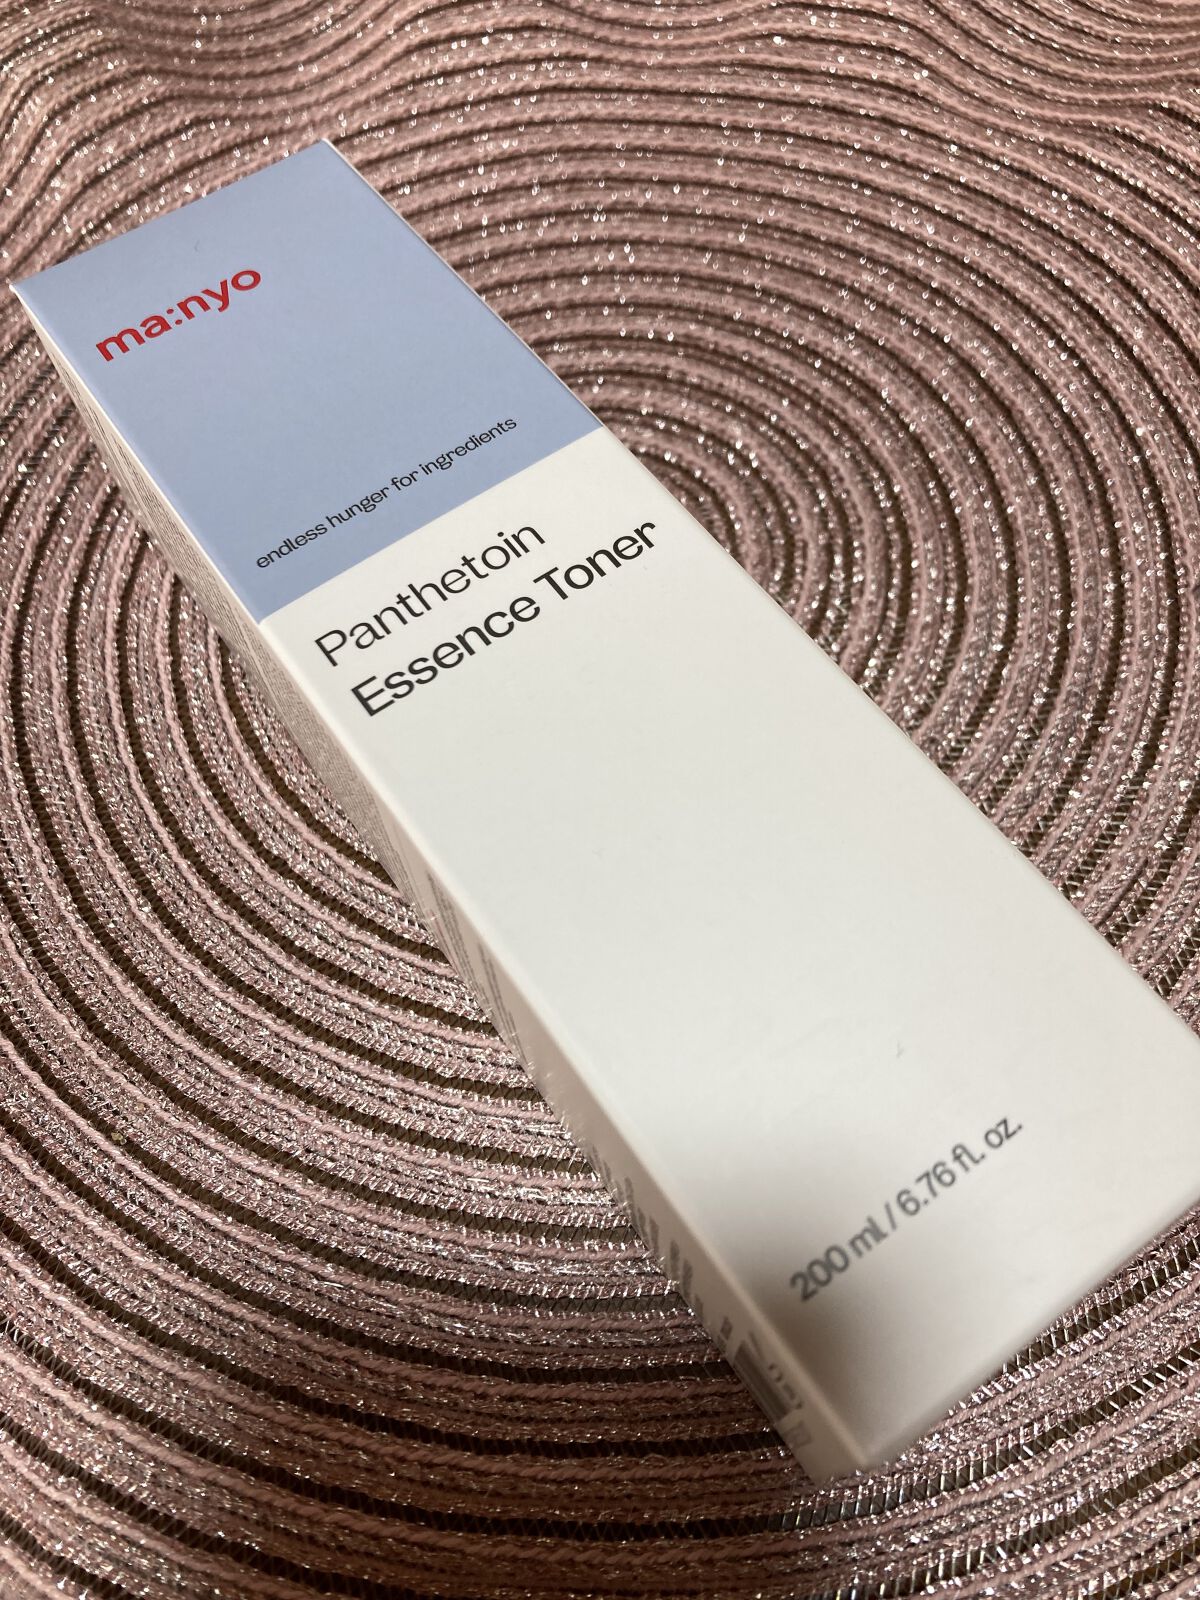 ma:nyo
endless hunger for ingredients
Panthetoin
Essence Toner
200 ml / 6.76 fl. oz.